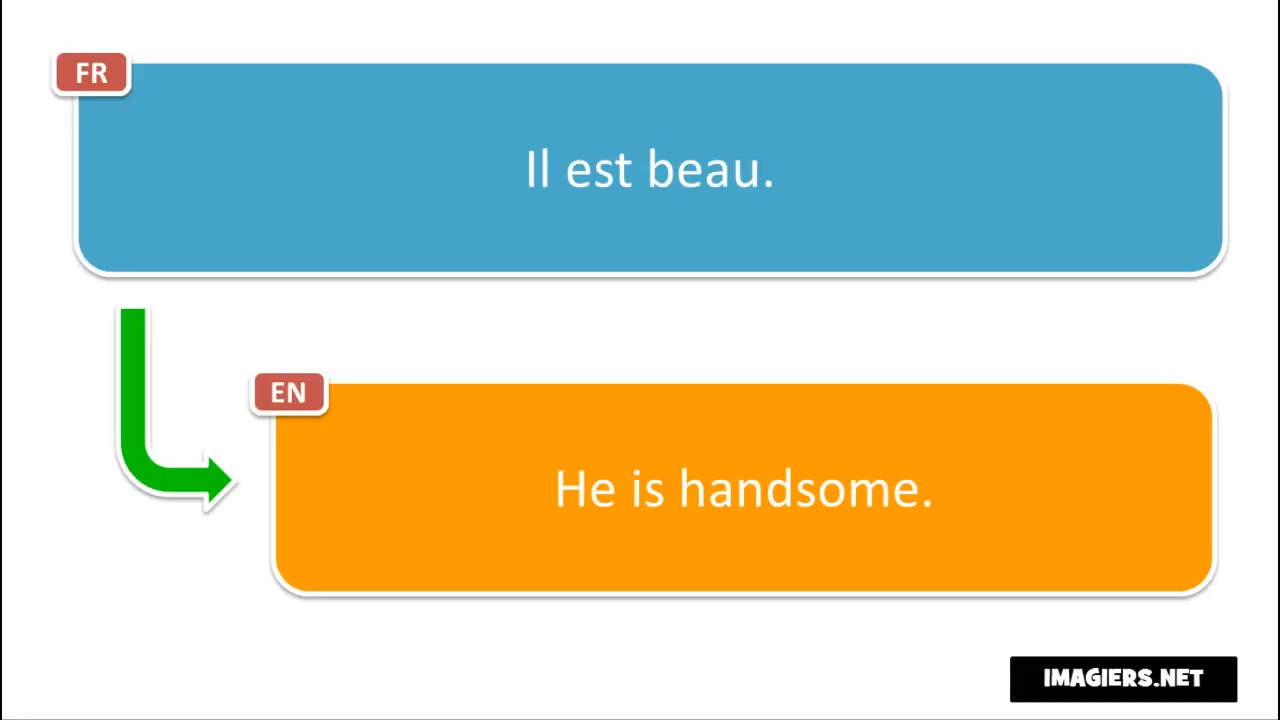 FR
Il est beau.
EN
He is handsome.
IMAGIERS.NET